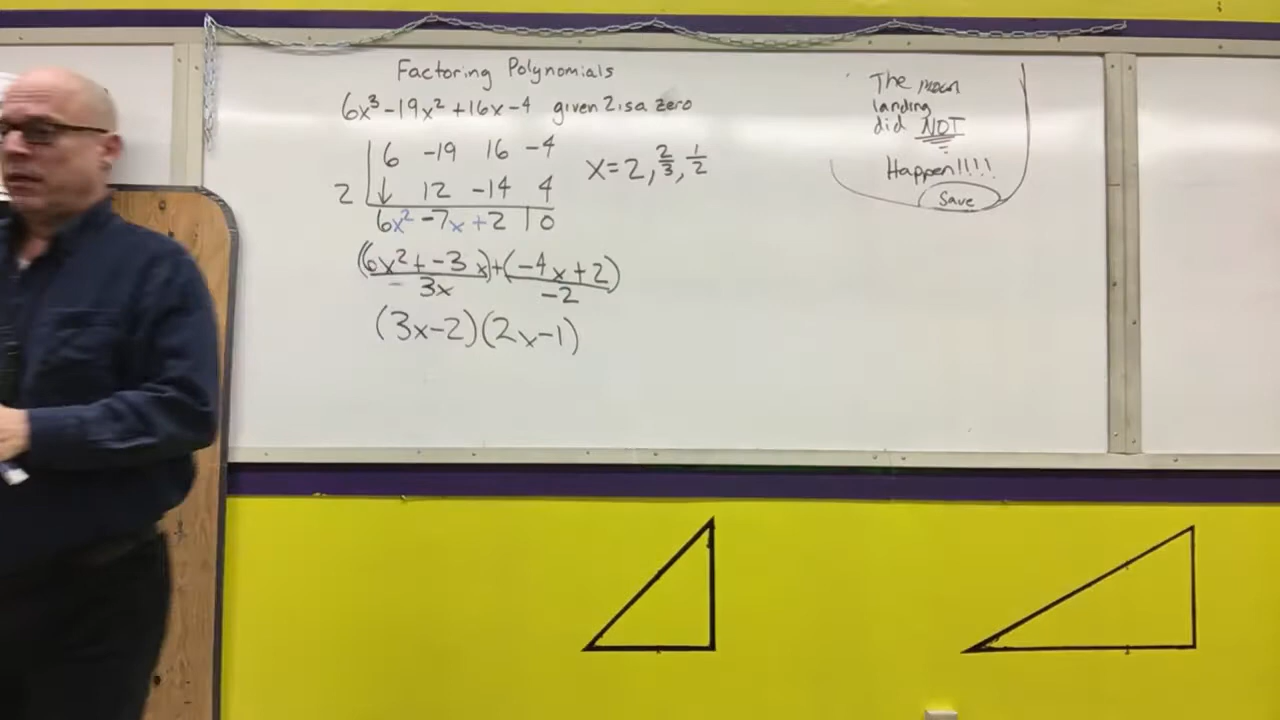 Factoring Polynomials
6x³-19x²+16x-4 given 2 is a zero
6 -19 16 -4
2 ↓ 12 -14 4
6x² -7x +2 | 0
x=2, 2/3, 1/2
(6x²+-3x)+(-4x+2)
3x -2
(3x-2)(2x-1)
The moon
landing
did NOT
Happen!!!!
Save